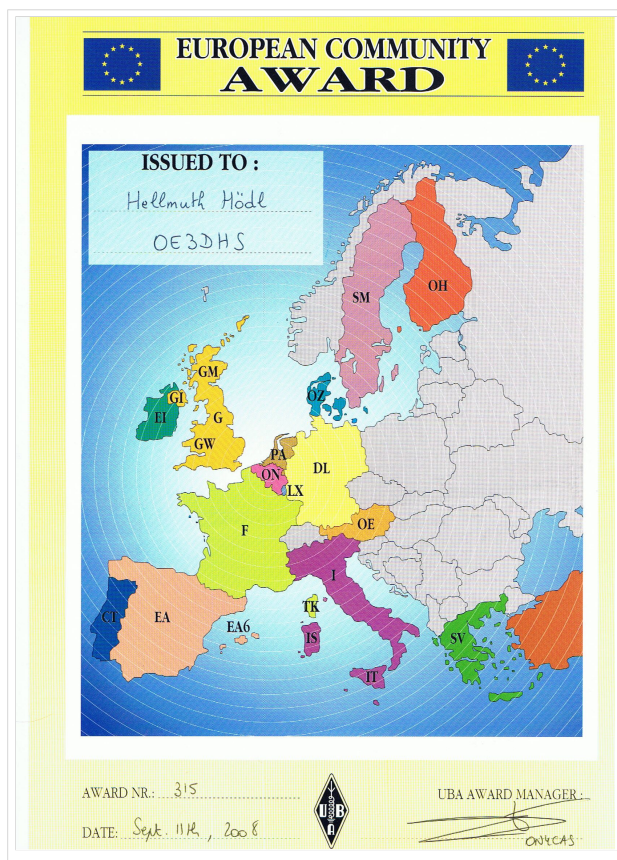 EUROPEAN COMMUNITY
AWARD
ISSUED TO :
Hellmuth Hödl
OE3DHS
SM
OH
GM
GI
EI
G
GW
OZ
PA
ON
DL
LX
F
OE
I
CT
EA
EA6
TK
IS
IT
SV
AWARD NR.: 315
UBA AWARD MANAGER :
DATE: Sept. 11th, 2008
UBA
ON4CAS